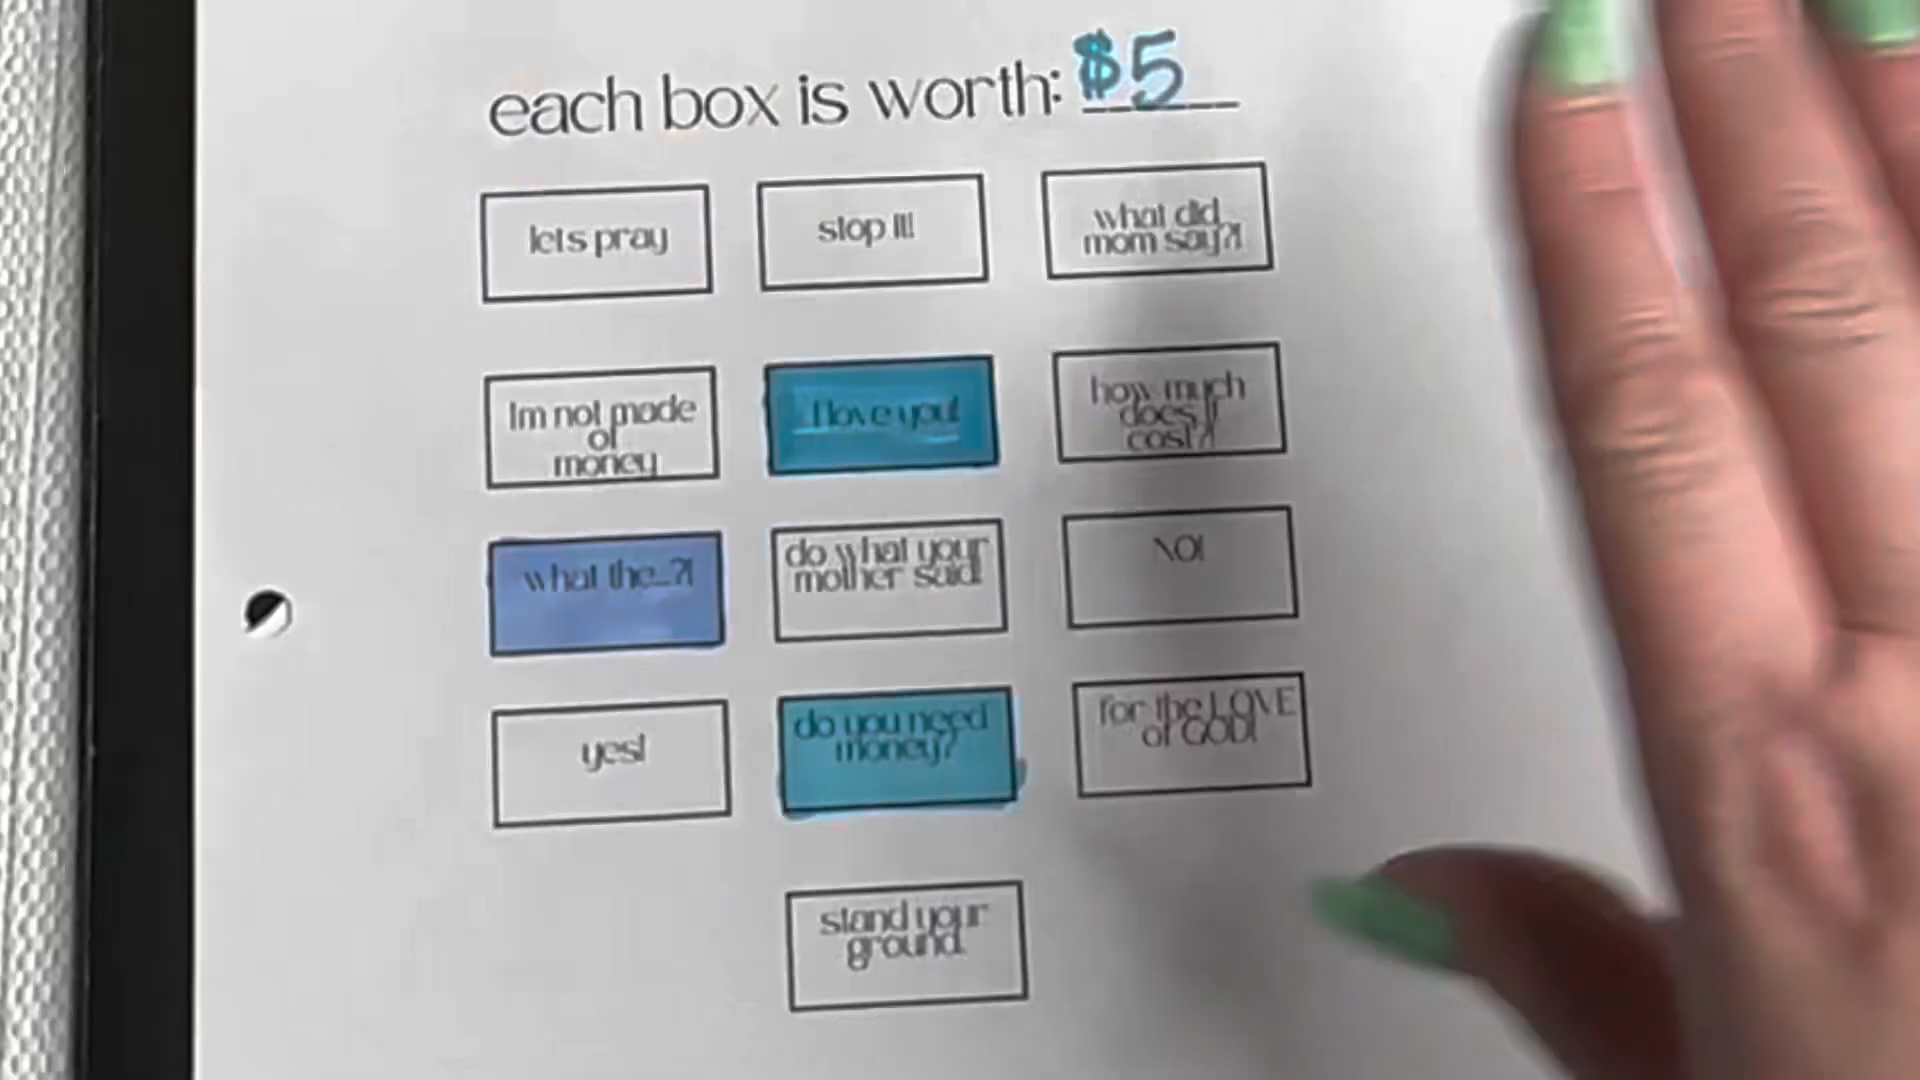 each box is worth: $5
lets pray
stop it!
what did
mom say?!
Im not made
of
money
I love you!
how much
does it
cost?!
what the...?!
do what your
mother said!
NO!
yes!
do you need
money?
for the LOVE
of GOD!
stand your
ground.